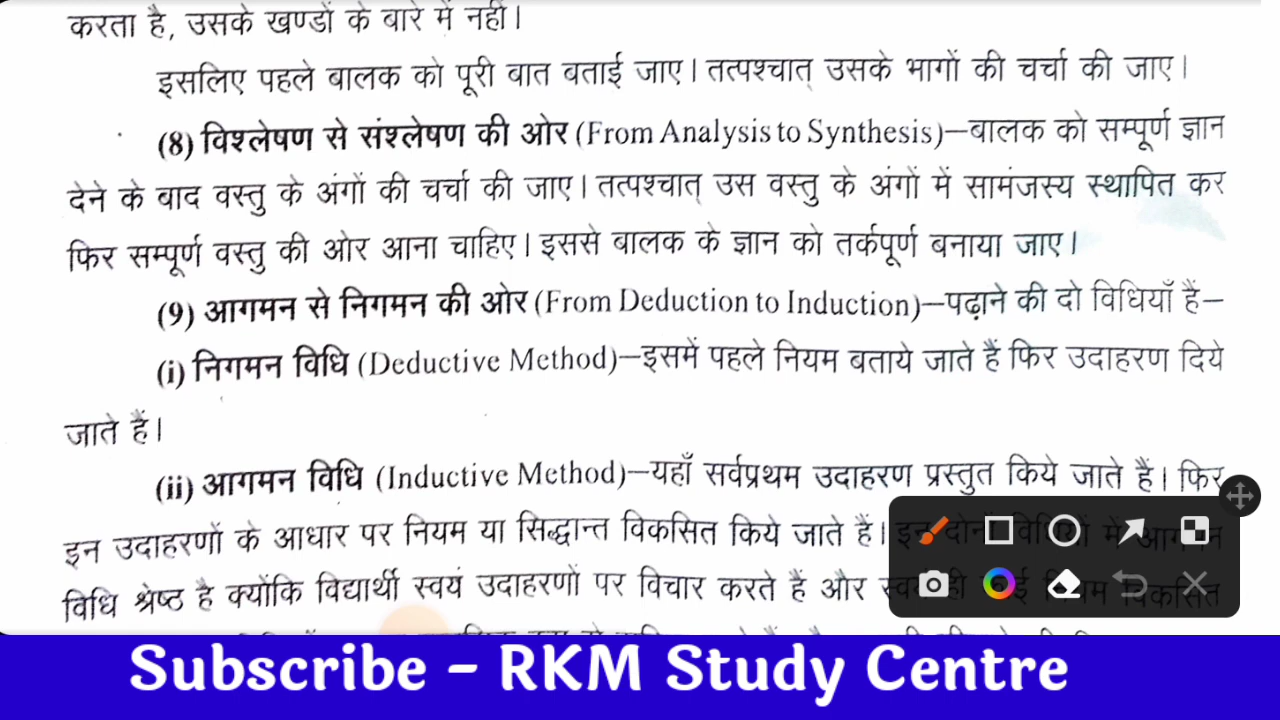 करता है, उसके खण्डों के बारे में नहीं।
इसलिए पहले बालक को पूरी बात बताई जाए। तत्पश्चात् उसके भागों की चर्चा की जाए।
(8) विश्लेषण से संश्लेषण की ओर (From Analysis to Synthesis)–बालक को सम्पूर्ण ज्ञान
देने के बाद वस्तु के अंगों की चर्चा की जाए। तत्पश्चात् उस वस्तु के अंगों में सामंजस्य स्थापित कर
फिर सम्पूर्ण वस्तु की ओर आना चाहिए। इससे बालक के ज्ञान को तर्कपूर्ण बनाया जाए।
(9) आगमन से निगमन की ओर (From Deduction to Induction)–पढ़ाने की दो विधियाँ हैं–
(i) निगमन विधि (Deductive Method)–इसमें पहले नियम बताये जाते हैं फिर उदाहरण दिये
जाते हैं।
(ii) आगमन विधि (Inductive Method)–यहाँ सर्वप्रथम उदाहरण प्रस्तुत किये जाते हैं। फिर
इन उदाहरणों के आधार पर नियम या सिद्धान्त विकसित किये जाते हैं। इन दोनों विधियों में आगमन
विधि श्रेष्ठ है क्योंकि विद्यार्थी स्वयं उदाहरणों पर विचार करते हैं और विकसित
Subscribe - RKM Study Centre